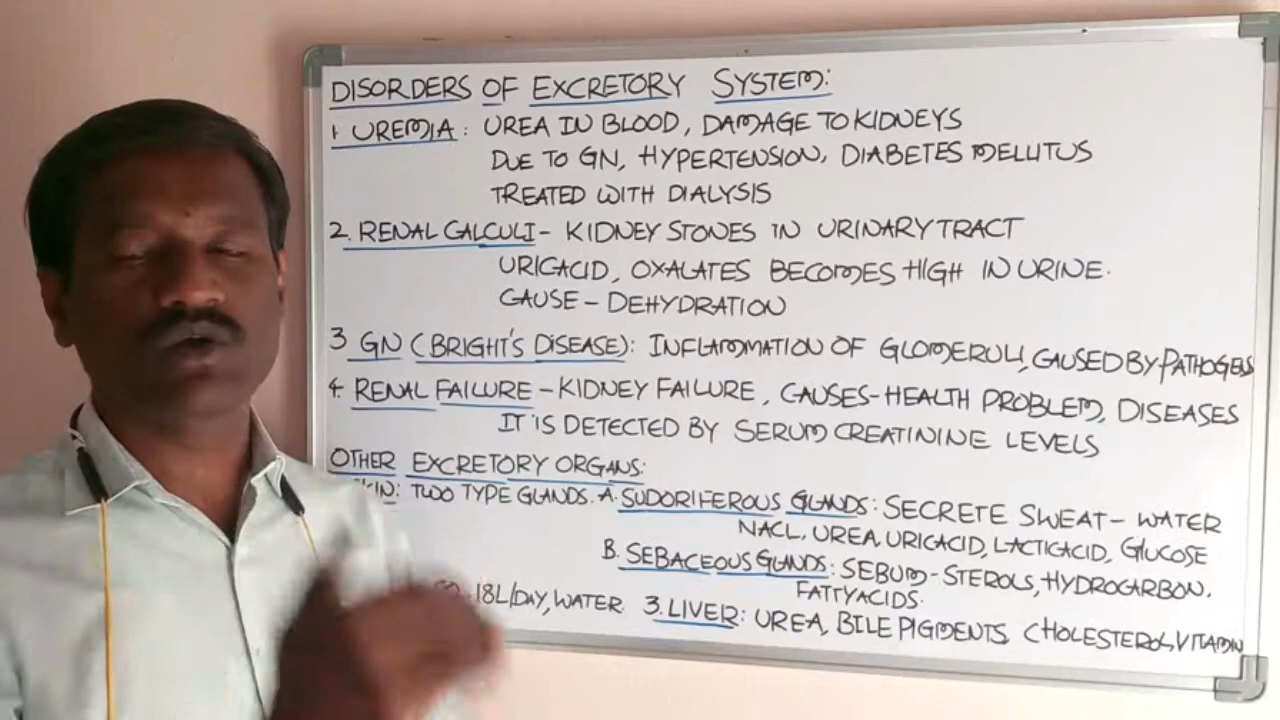 DISORDERS OF EXCRETORY SYSTEM:
1 UREMIA: UREA IN BLOOD, DAMAGE TO KIDNEYS
DUE TO GN, HYPERTENSION, DIABETES MELLITUS
TREATED WITH DIALYSIS
2. RENAL CALCULI - KIDNEY STONES IN URINARY TRACT
URICACID, OXALATES BECOMES HIGH IN URINE.
CAUSE - DEHYDRATION
3 GN (BRIGHT'S DISEASE): INFLAMMATION OF GLOMERULI, CAUSED BY PATHOGENS
4. RENAL FAILURE - KIDNEY FAILURE, CAUSES-HEALTH PROBLEM, DISEASES
IT IS DETECTED BY SERUM CREATININE LEVELS
OTHER EXCRETORY ORGANS:
TWO TYPE GLANDS. A. SUDORIFEROUS GLANDS: SECRETE SWEAT - WATER
NACL, UREA, URICACID, LACTICACID, GLUCOSE
B. SEBACEOUS GLANDS: SEBUM - STEROLS, HYDROCARBON.
FATTYACIDS.
18L/DAY, WATER. 3. LIVER: UREA, BILE PIGMENTS, CHOLESTEROL, VITAMIN